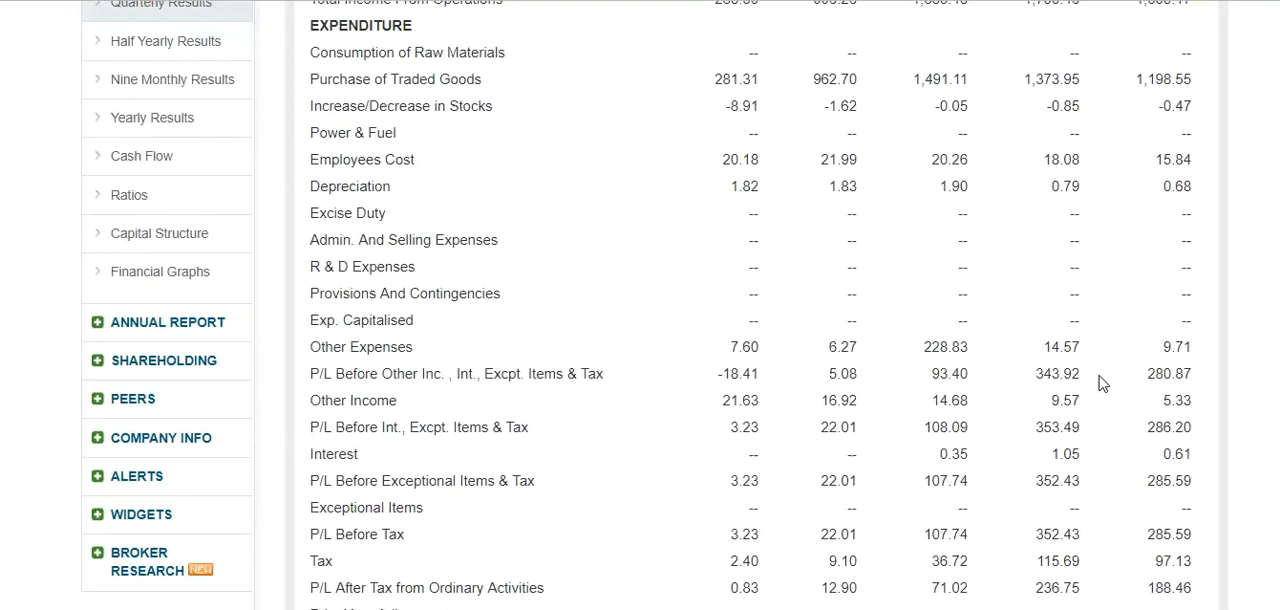 Quarterly Results
Half Yearly Results
Nine Monthly Results
Yearly Results
Cash Flow
Ratios
Capital Structure
Financial Graphs
ANNUAL REPORT
SHAREHOLDING
PEERS
COMPANY INFO
ALERTS
WIDGETS
BROKER
RESEARCH NEW
Total Income From Operations
EXPENDITURE
Consumption of Raw Materials -- -- -- -- --
Purchase of Traded Goods 281.31 962.70 1,491.11 1,373.95 1,198.55
Increase/Decrease in Stocks -8.91 -1.62 -0.05 -0.85 -0.47
Power & Fuel -- -- -- -- --
Employees Cost 20.18 21.99 20.26 18.08 15.84
Depreciation 1.82 1.83 1.90 0.79 0.68
Excise Duty -- -- -- -- --
Admin. And Selling Expenses -- -- -- -- --
R & D Expenses -- -- -- -- --
Provisions And Contingencies -- -- -- -- --
Exp. Capitalised -- -- -- -- --
Other Expenses 7.60 6.27 228.83 14.57 9.71
P/L Before Other Inc. , Int., Excpt. Items & Tax -18.41 5.08 93.40 343.92 280.87
Other Income 21.63 16.92 14.68 9.57 5.33
P/L Before Int., Excpt. Items & Tax 3.23 22.01 108.09 353.49 286.20
Interest -- -- 0.35 1.05 0.61
P/L Before Exceptional Items & Tax 3.23 22.01 107.74 352.43 285.59
Exceptional Items -- -- -- -- --
P/L Before Tax 3.23 22.01 107.74 352.43 285.59
Tax 2.40 9.10 36.72 115.69 97.13
P/L After Tax from Ordinary Activities 0.83 12.90 71.02 236.75 188.46